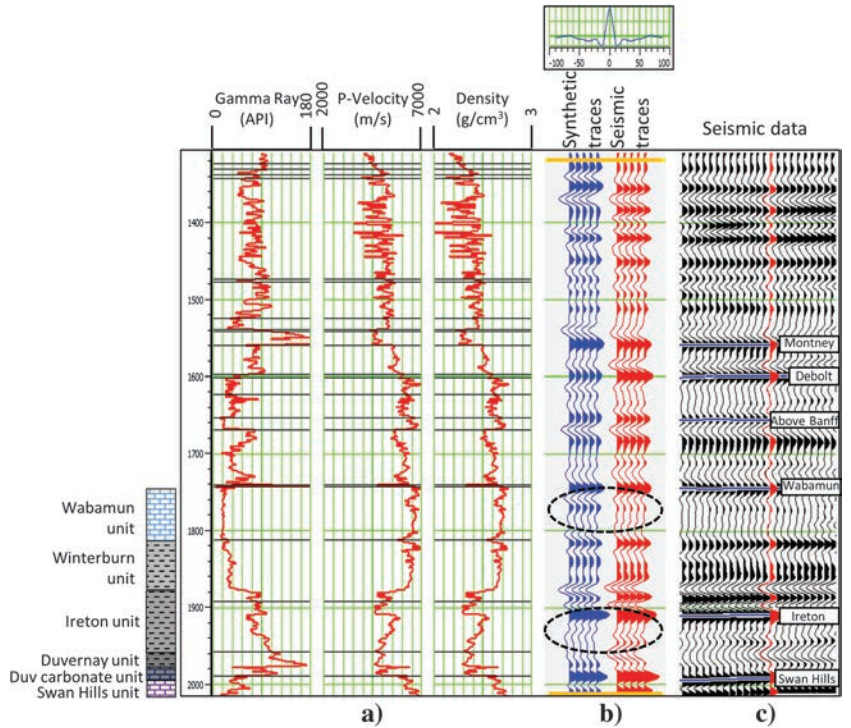 -100 -50 0 50 100
Gamma Ray
(API)
0
180
P-Velocity
(m/s)
2000
7000
Density
(g/cm³)
2
3
Synthetic
traces
Seismic
traces
Seismic data
1400
1500
1600
1700
1800
1900
2000
Montney
Debolt
Above Banff
Wabamun
Ireton
Swan Hills
Wabamun
unit
Winterburn
unit
Ireton unit
Duvernay unit
Duv carbonate unit
Swan Hills unit
a)
b)
c)